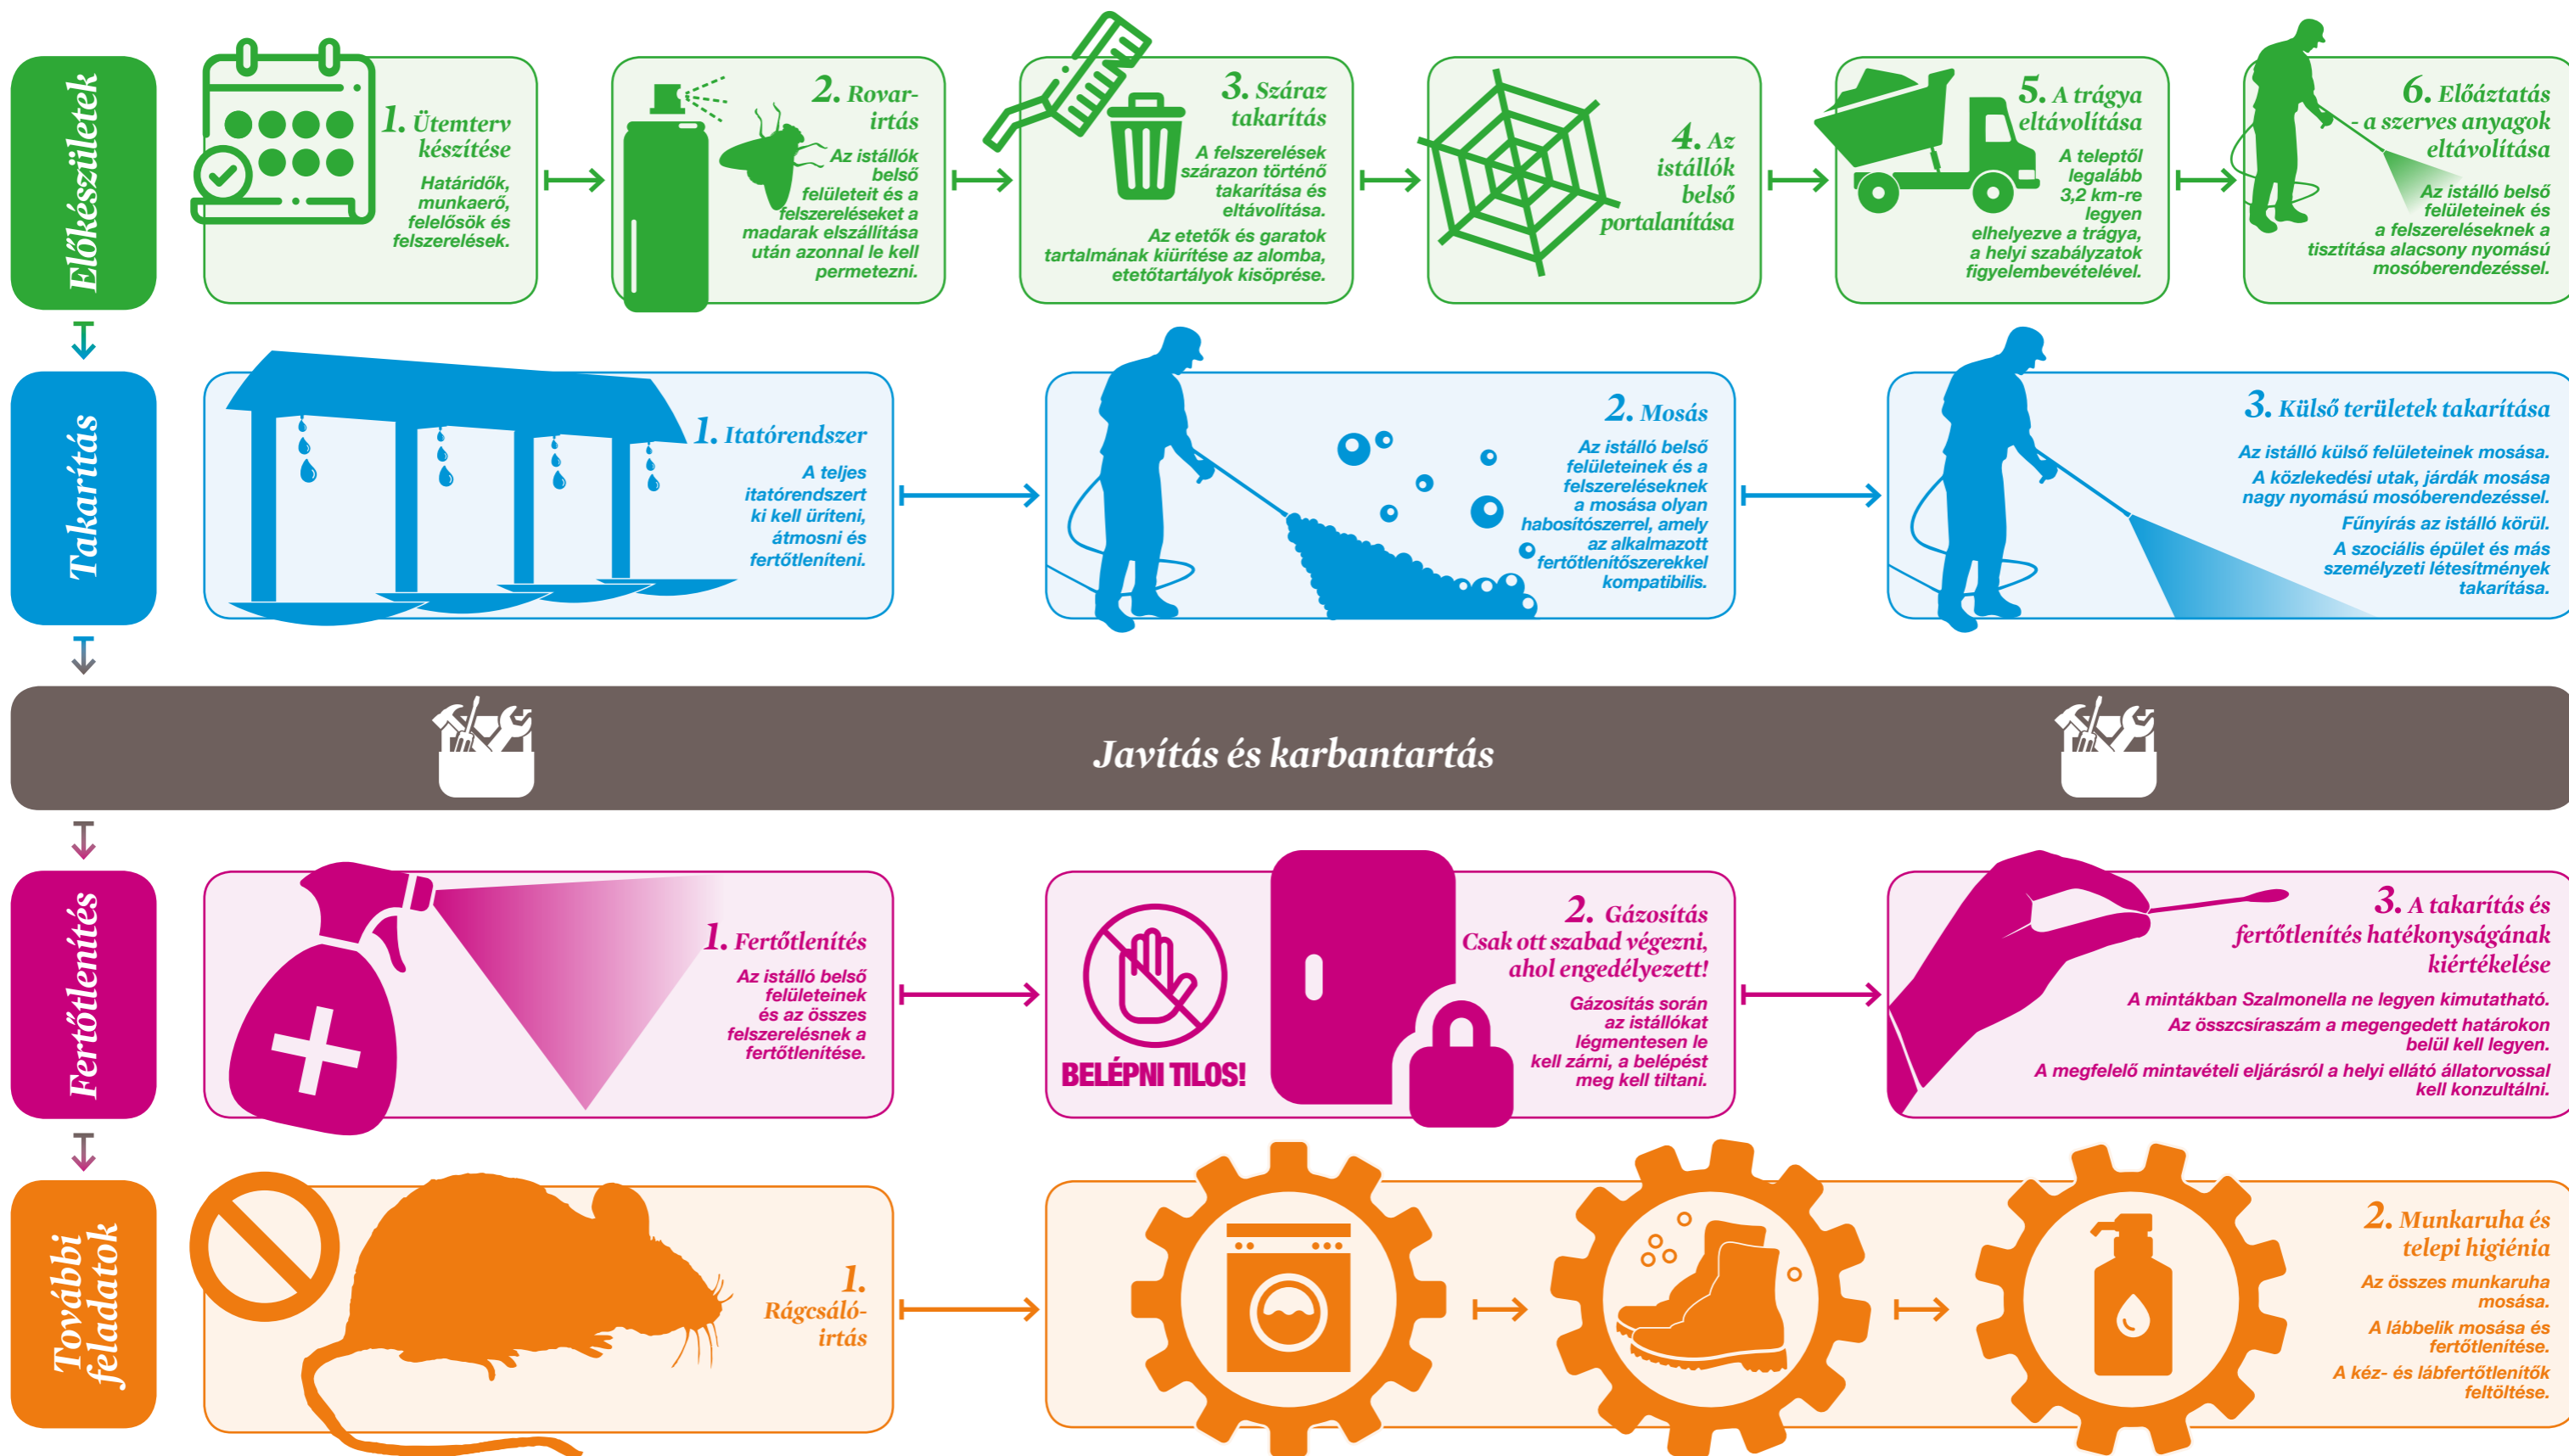 Előkészületek
1. Ütemterv
készítése
Határidők,
munkaerő,
felelősök és
felszerelések.
2. Rovar-
irtás
Az istállók
belső
felületeit és a
felszereléseket a
madarak elszállítása
után azonnal le kell
permetezni.
3. Száraz
takarítás
A felszerelések
szárazon történő
takarítása és
eltávolítása.
Az etetők és garatok
tartalmának kiürítése az alomba,
etetőtartályok kisöprése.
4. Az
istállók
belső
portalanítása
5. A trágya
eltávolítása
A teleptől
legalább
3,2 km-re
legyen
elhelyezve a trágya,
a helyi szabályzatok
figyelembevételével.
6. Előáztatás
- a szerves anyagok
eltávolítása
Az istálló belső
felületeinek és
a felszereléseknek a
tisztítása alacsony nyomású
mosóberendezéssel.
Takarítás
1. Itatórendszer
A teljes
itatórendszert
ki kell üríteni,
átmosni és
fertőtleníteni.
2. Mosás
Az istálló belső
felületeinek és a
felszereléseknek
a mosása olyan
habosítószerrel, amely
az alkalmazott
fertőtlenítőszerekkel
kompatibilis.
3. Külső területek takarítása
Az istálló külső felületeinek mosása.
A közlekedési utak, járdák mosása
nagy nyomású mosóberendezéssel.
Fűnyírás az istálló körül.
A szociális épület és más
személyzeti létesítmények
takarítása.
Javítás és karbantartás
Fertőtlenítés
1. Fertőtlenítés
Az istálló belső
felületeinek
és az összes
felszerelésnek a
fertőtlenítése.
BELÉPNI TILOS!
2. Gázosítás
Csak ott szabad végezni,
ahol engedélyezett!
Gázosítás során
az istállókat
légmentesen le
kell zárni, a belépést
meg kell tiltani.
3. A takarítás és
fertőtlenítés hatékonyságának
kiértékelése
A mintákban Szalmonella ne legyen kimutatható.
Az összcsíraszám a megengedett határokon
belül kell legyen.
A megfelelő mintavételi eljárásról a helyi ellátó állatorvossal
kell konzultálni.
További
feladatok
1.
Rágcsáló-
irtás
2. Munkaruha és
telepi higiénia
Az összes munkaruha
mosása.
A lábbelik mosása és
fertőtlenítése.
A kéz- és lábfertőtlenítők
feltöltése.